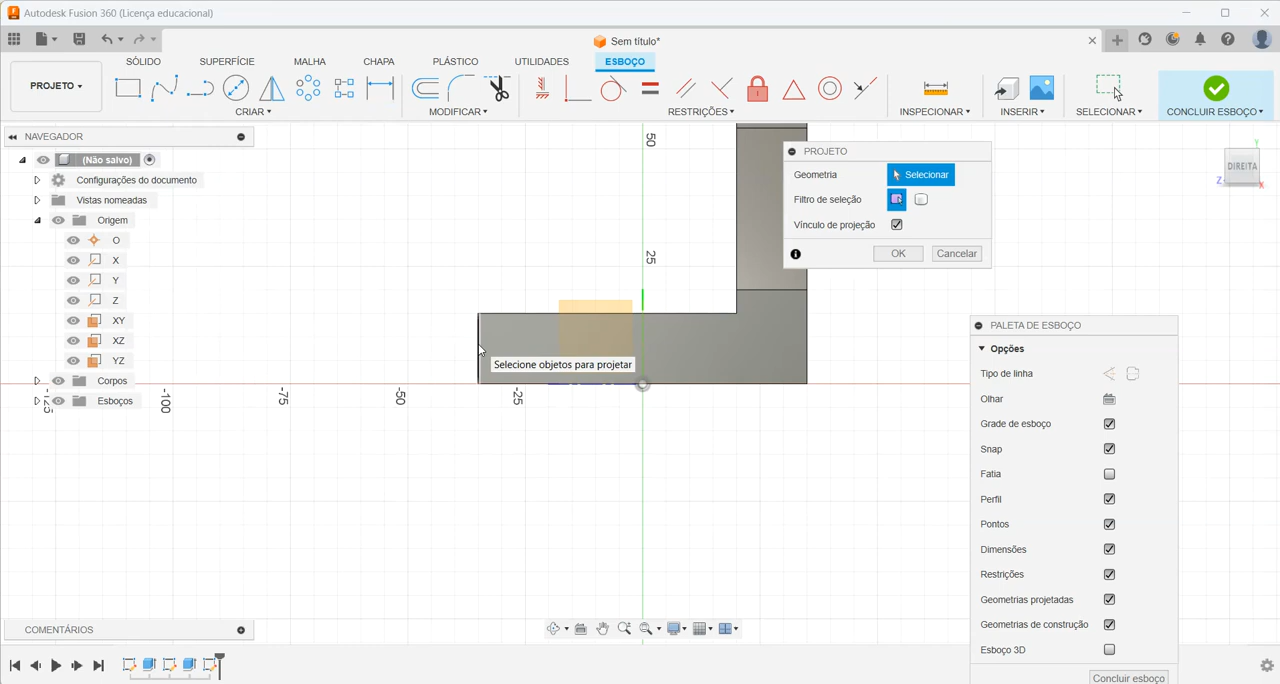 Autodesk Fusion 360 (Licença educacional)
Sem título*
PROJETO
SÓLIDO SUPERFÍCIE MALHA CHAPA PLÁSTICO UTILIDADES ESBOÇO
CRIAR MODIFICAR RESTRIÇÕES INSPECIONAR INSERIR SELECIONAR CONCLUIR ESBOÇO
NAVEGADOR
(Não salvo)
Configurações do documento
Vistas nomeadas
Origem
O
X
Y
Z
XY
XZ
YZ
Corpos
Esboços
50
25
-25
-50
-75
-100
-125
PROJETO
Geometria Selecionar
Filtro de seleção
Vínculo de projeção
OK Cancelar
Y
DIREITA
Z X
Selecione objetos para projetar
PALETA DE ESBOÇO
Opções
Tipo de linha
Olhar
Grade de esboço
Snap
Fatia
Perfil
Pontos
Dimensões
Restrições
Geometrias projetadas
Geometrias de construção
Esboço 3D
Concluir esboço
COMENTÁRIOS